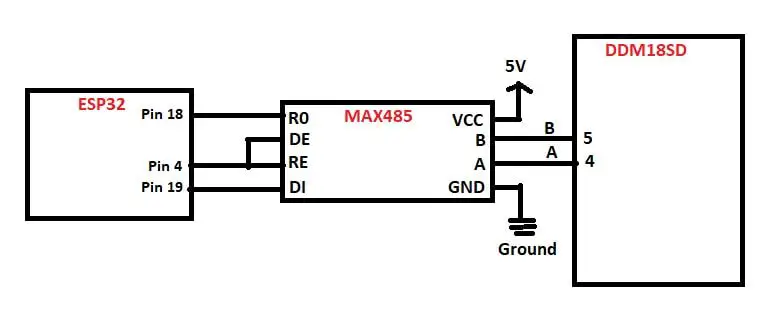 DDM18SD
5V
ESP32
MAX485
Pin 18
R0
VCC
DE
B
B
5
Pin 4
RE
A
A
4
Pin 19
DI
GND
Ground